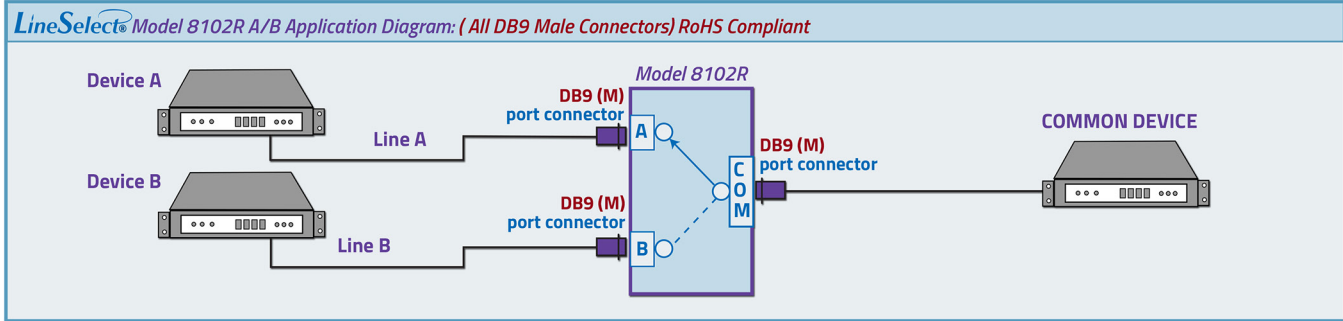 LineSelect® Model 8102R A/B Application Diagram: ( All DB9 Male Connectors) RoHS Compliant
Model 8102R
Device A
DB9 (M)
port connector
Line A
A
COMMON DEVICE
DB9 (M)
port connector
COM
Device B
DB9 (M)
port connector
Line B
B